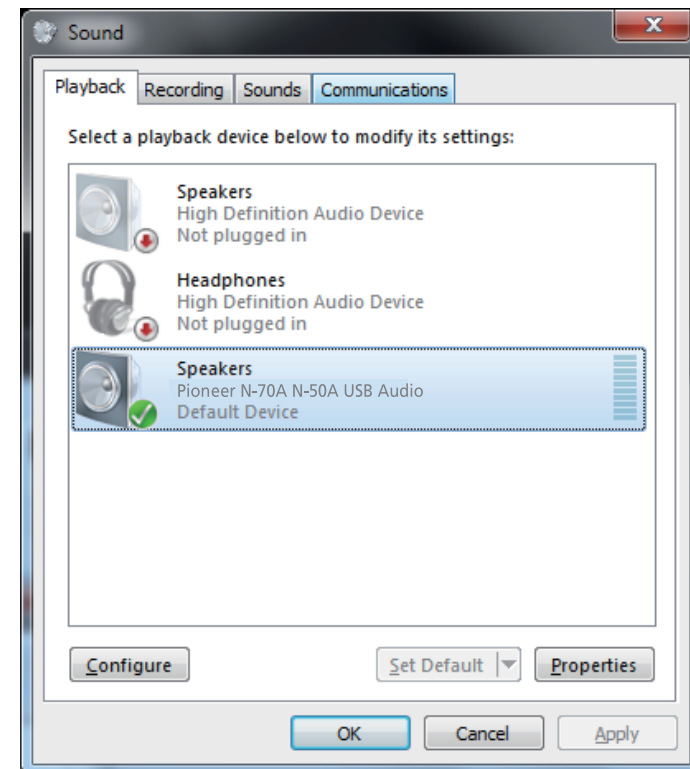 Sound
Playback Recording Sounds Communications
Select a playback device below to modify its settings:
Speakers
High Definition Audio Device
Not plugged in
Headphones
High Definition Audio Device
Not plugged in
Speakers
Pioneer N-70A N-50A USB Audio
Default Device
Configure Set Default Properties
OK Cancel Apply